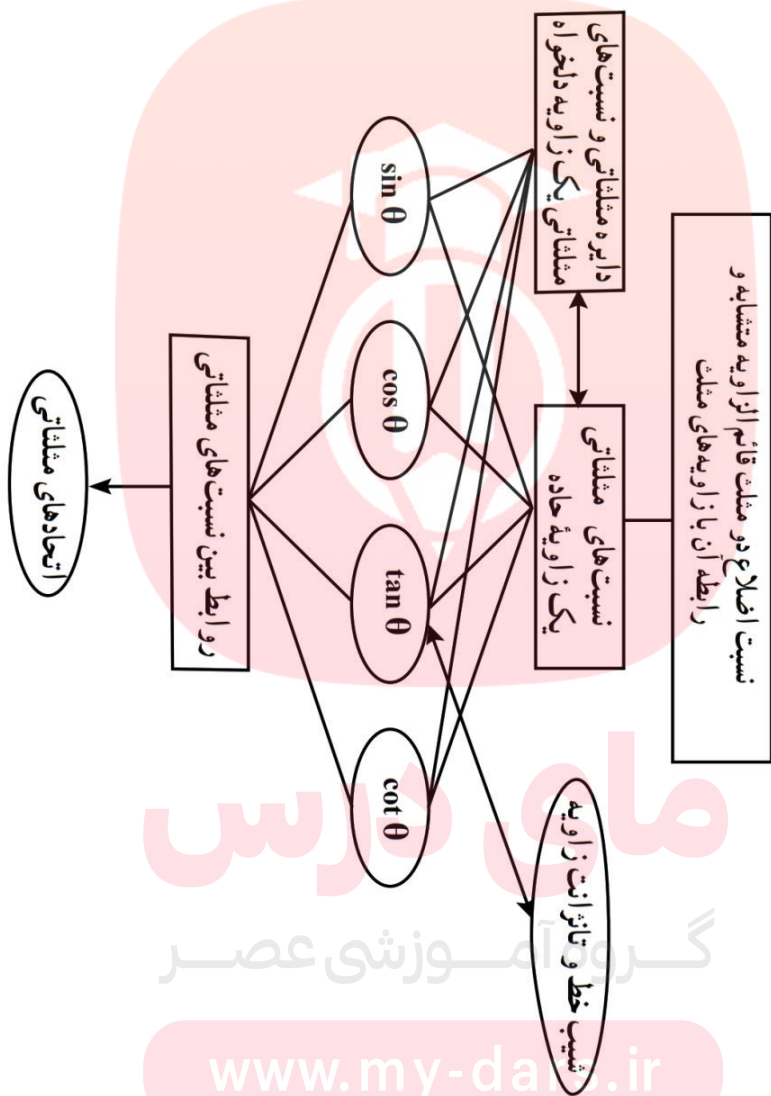 نسبت اضلاع دو مثلث قائم الزاویه متشابه و
رابطه آن با زاویه‌های مثلث
دایره مثلثاتی و نسبت‌های
مثلثاتی یک زاویه دلخواه
نسبت‌های مثلثاتی
یک زاویهٔ حاده
شیب خط و تانژانت زاویه
sin θ
cos θ
tan θ
cot θ
روابط بین نسبت‌های مثلثاتی
اتحادهای مثلثاتی
مای درس
گروه آموزشی عصر
www.my-dars.ir